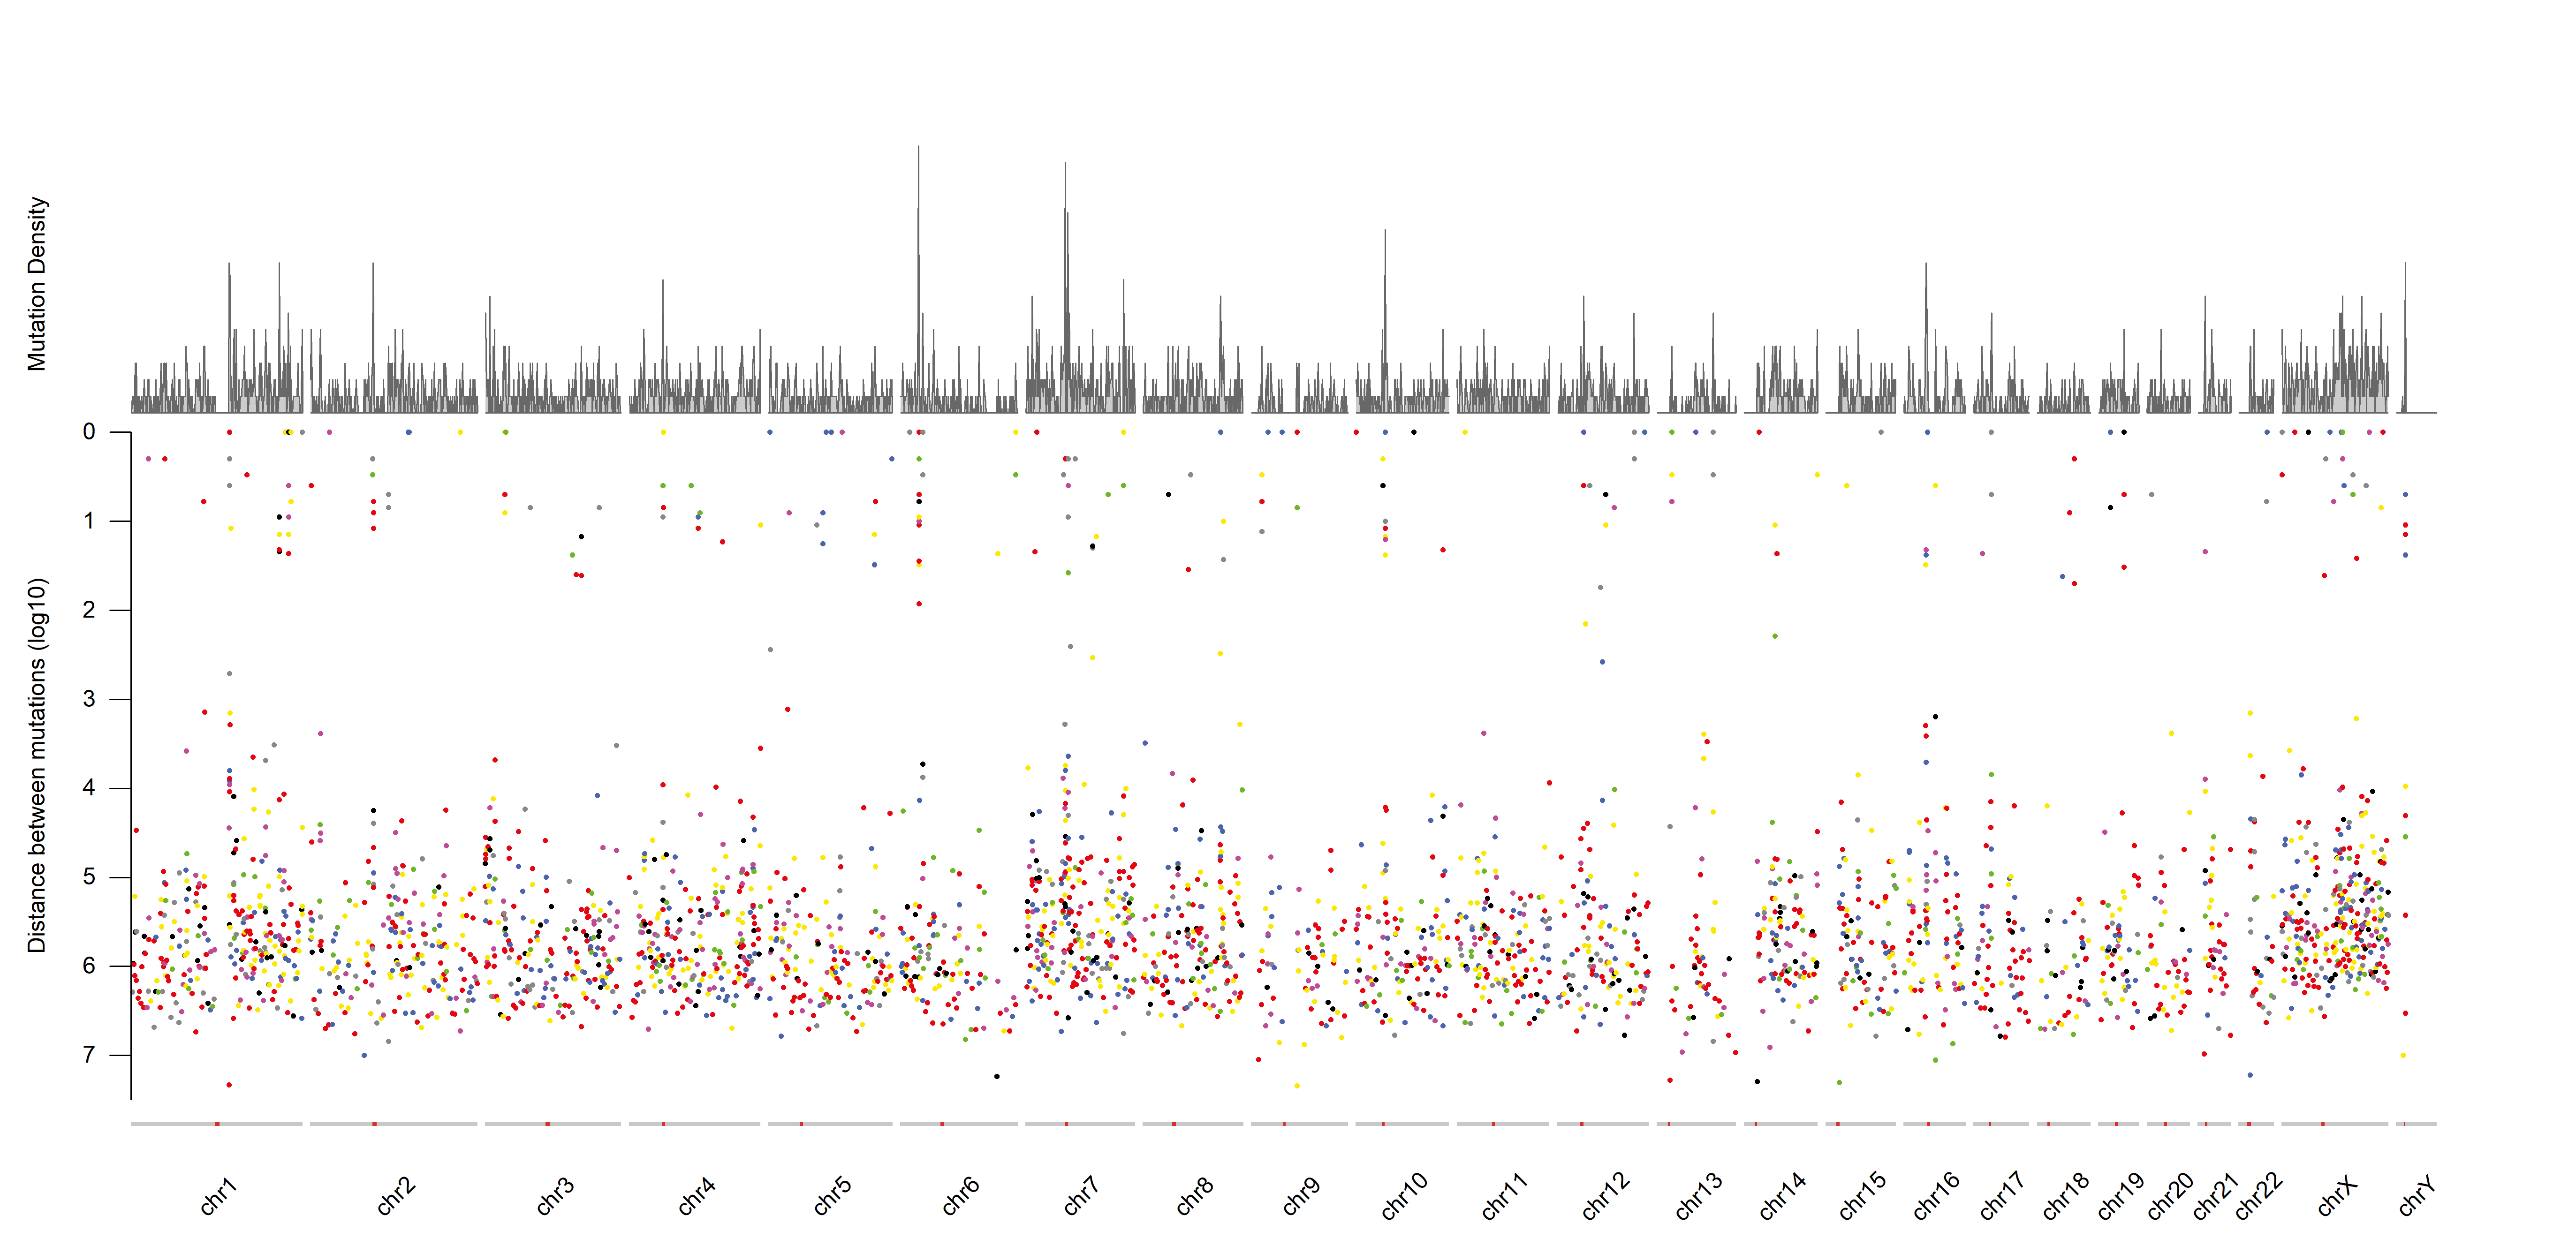 Mutation Density
Distance between mutations (log10)
0
1
2
3
4
5
6
7
chr1
chr2
chr3
chr4
chr5
chr6
chr7
chr8
chr9
chr10
chr11
chr12
chr13
chr14
chr15
chr16
chr17
chr18
chr19
chr20
chr21
chr22
chrX
chrY